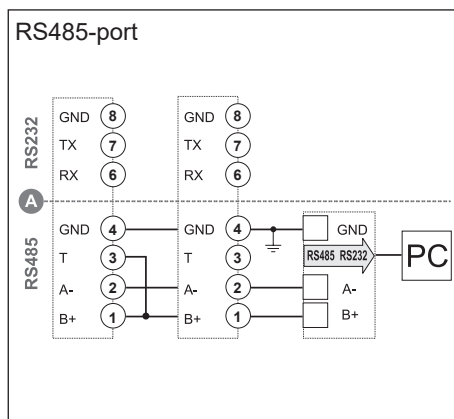 RS485-port
RS232
GND 8 GND 8
TX 7 TX 7
RX 6 RX 6
A
RS485
GND 4 GND 4 GND
T 3 T 3 RS485 RS232 PC
A- 2 A- 2 A-
B+ 1 B+ 1 B+